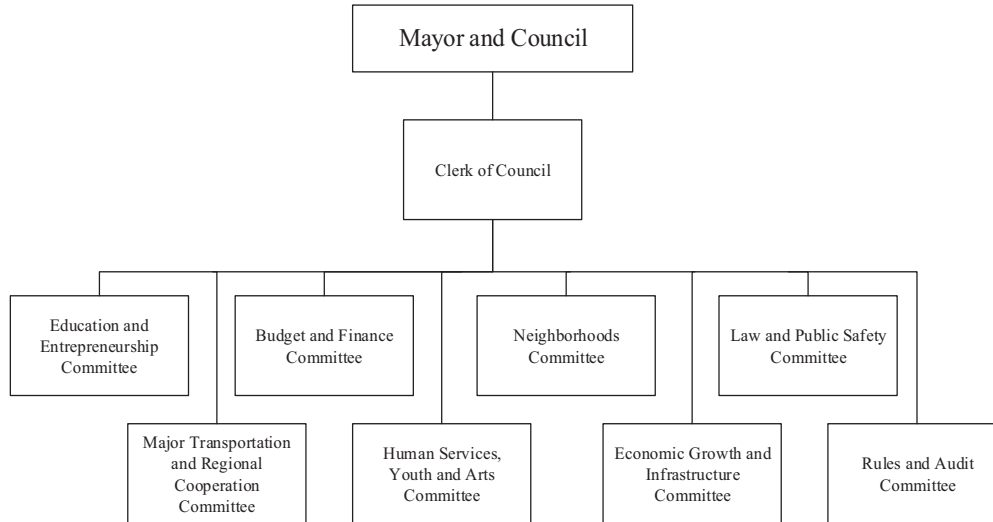 Mayor and Council
Clerk of Council
Education and
Entrepreneurship
Committee
Budget and Finance
Committee
Neighborhoods
Committee
Law and Public Safety
Committee
Major Transportation
and Regional
Cooperation
Committee
Human Services,
Youth and Arts
Committee
Economic Growth and
Infrastructure
Committee
Rules and Audit
Committee